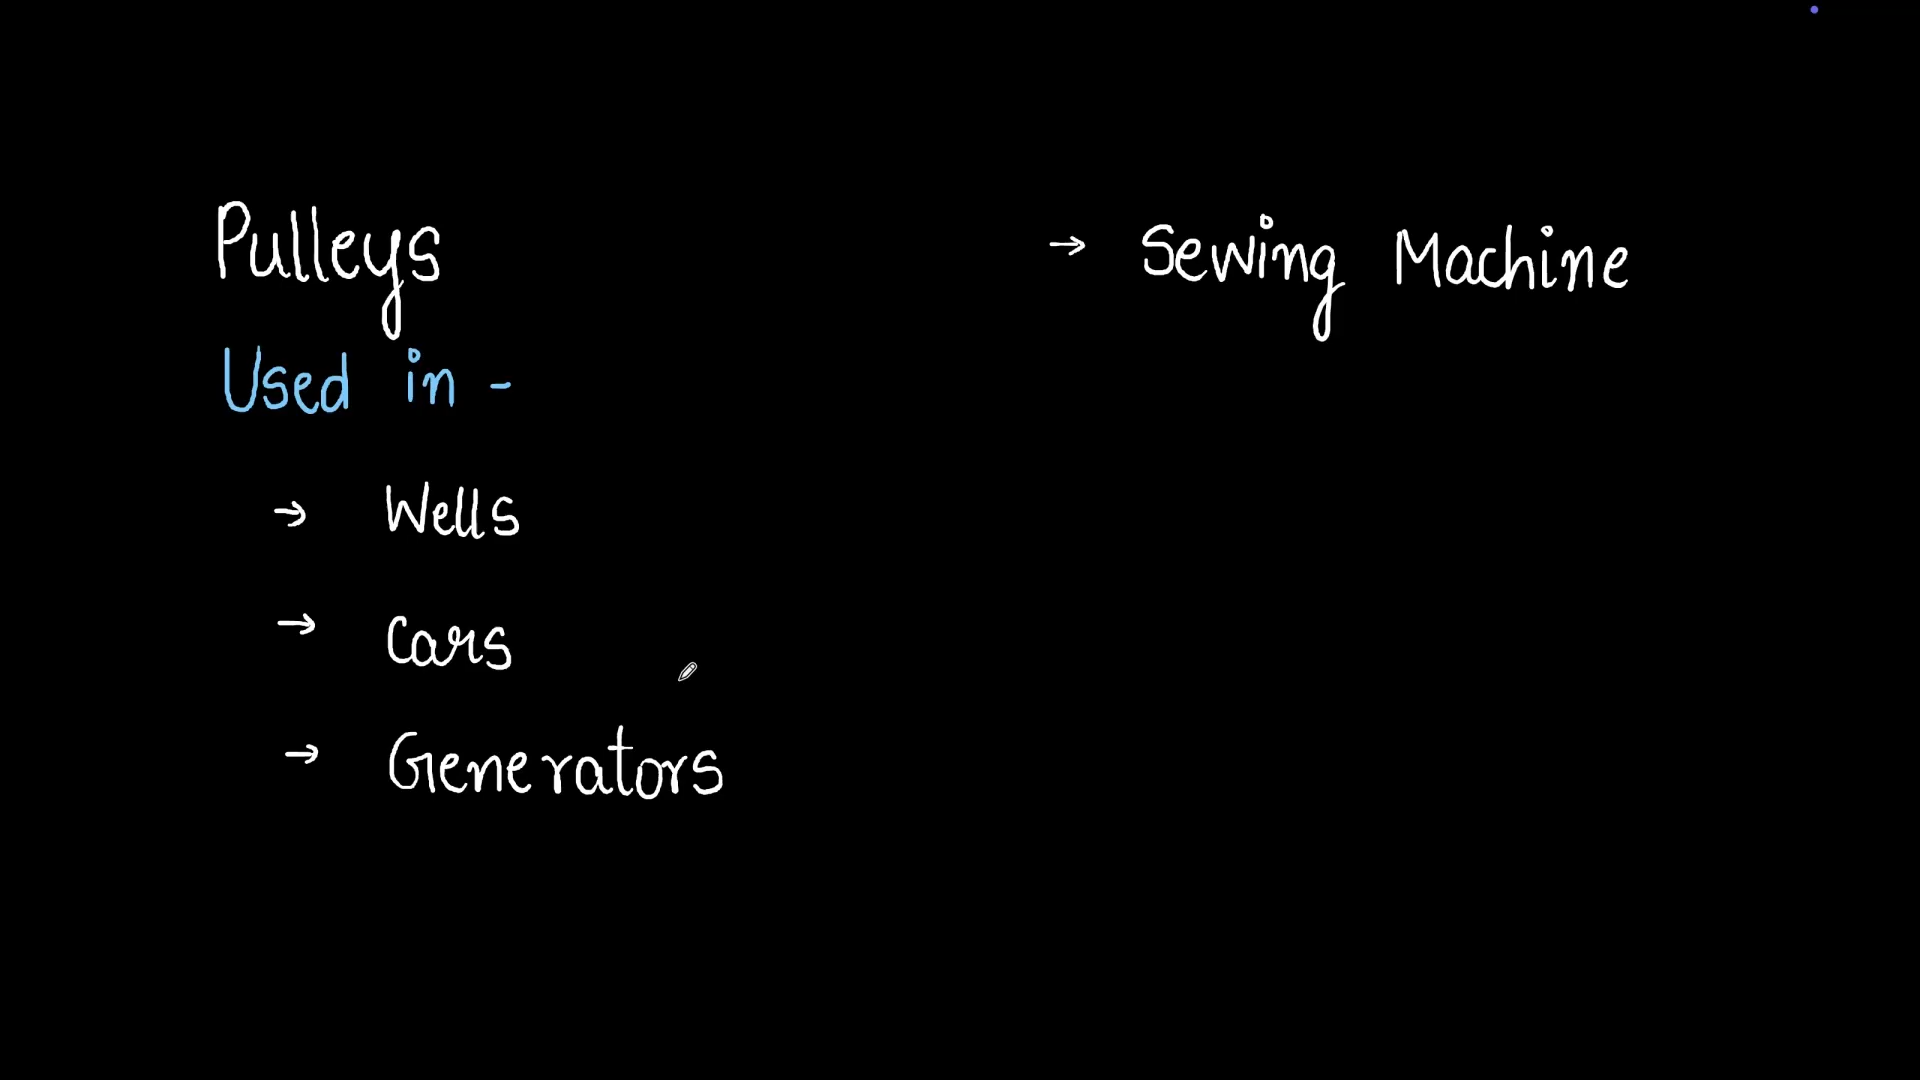 Pulleys
Used in -
→ Wells
→ Cars
→ Generators
→ Sewing Machine